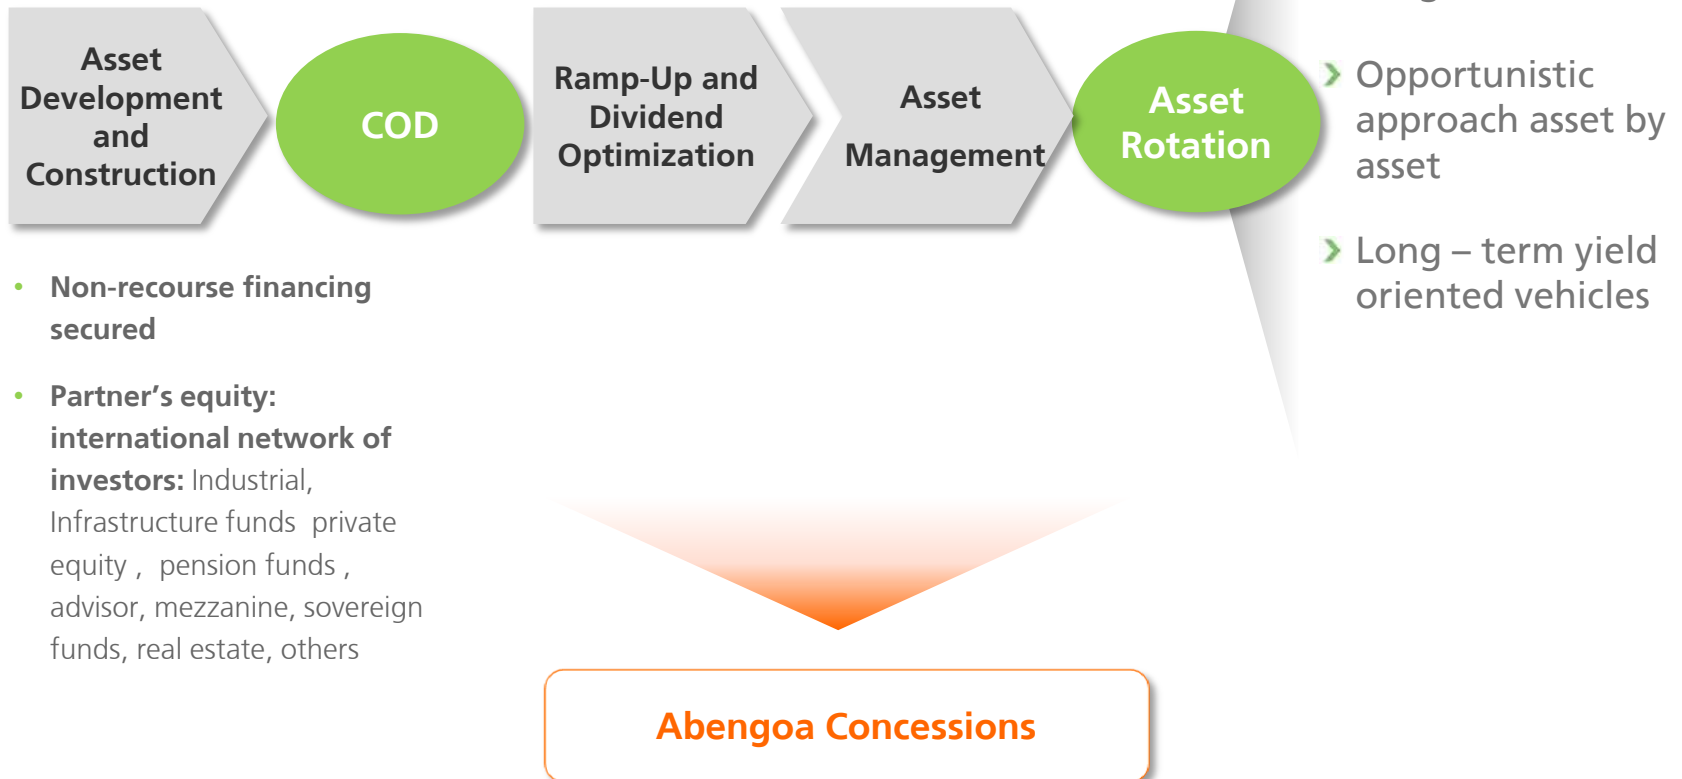 Asset
Development
and
Construction
COD
Ramp-Up and
Dividend
Optimization
Asset
Management
Asset
Rotation
› Opportunistic
approach asset by
asset
› Long – term yield
oriented vehicles
• Non-recourse financing
secured
• Partner’s equity:
international network of
investors: Industrial,
Infrastructure funds private
equity , pension funds ,
advisor, mezzanine, sovereign
funds, real estate, others
Abengoa Concessions